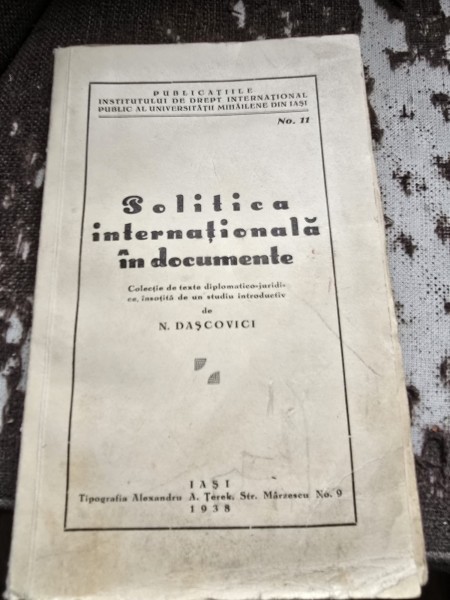 PUBLICAȚIILE
INSTITUTULUI DE DREPT INTERNAȚIONAL
PUBLIC AL UNIVERSITĂȚII MIHĂILENE DIN IAȘI
No. 11
Politica
internațională
în documente
Colecție de texte diplomatico-juridi-
ce, însoțită de un studiu introductiv
de
N. DAȘCOVICI
IAȘI
Tipografia Alexandru A. Țerek, Str. Mârzescu No. 9
1938